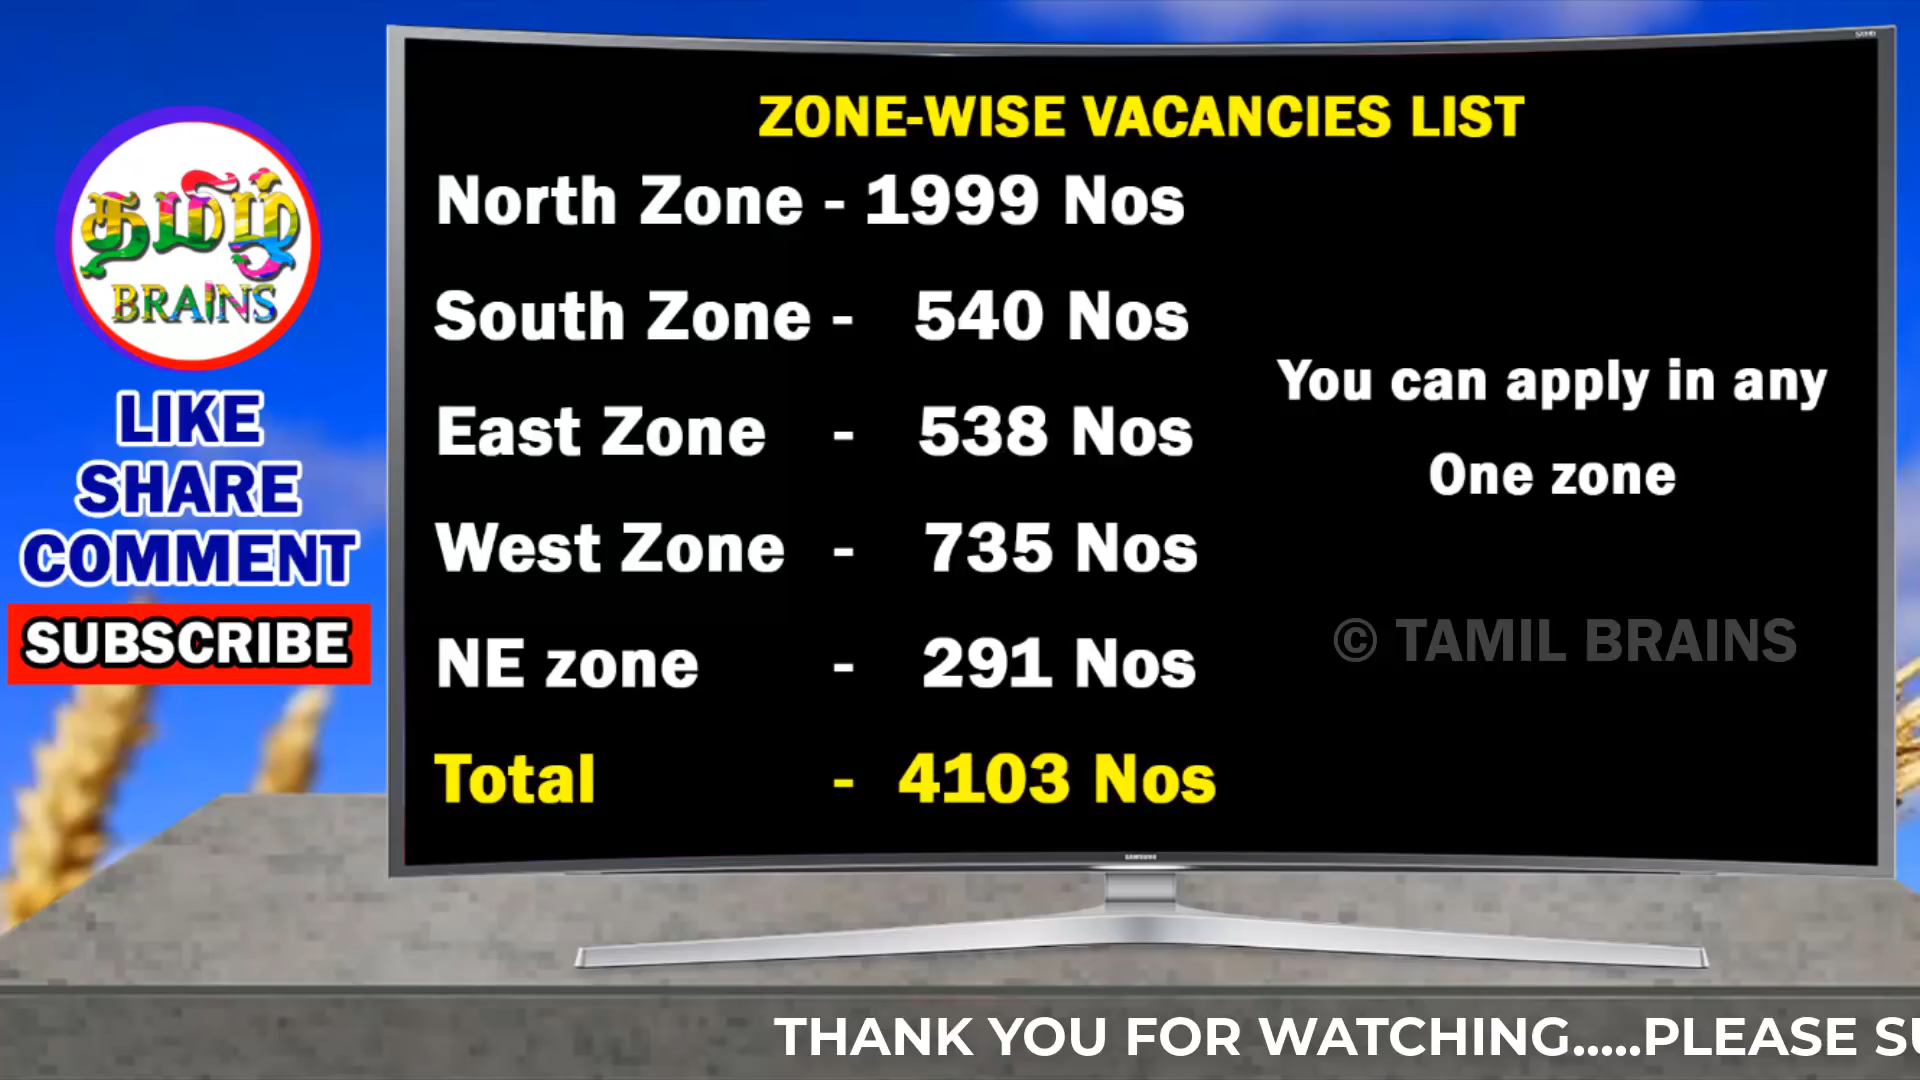 தமிழ்
BRAINS
LIKE
SHARE
COMMENT
SUBSCRIBE
ZONE-WISE VACANCIES LIST
North Zone - 1999 Nos
South Zone - 540 Nos
East Zone - 538 Nos
West Zone - 735 Nos
NE zone - 291 Nos
Total - 4103 Nos
You can apply in any
One zone
© TAMIL BRAINS
SAMSUNG
THANK YOU FOR WATCHING.....PLEASE SU